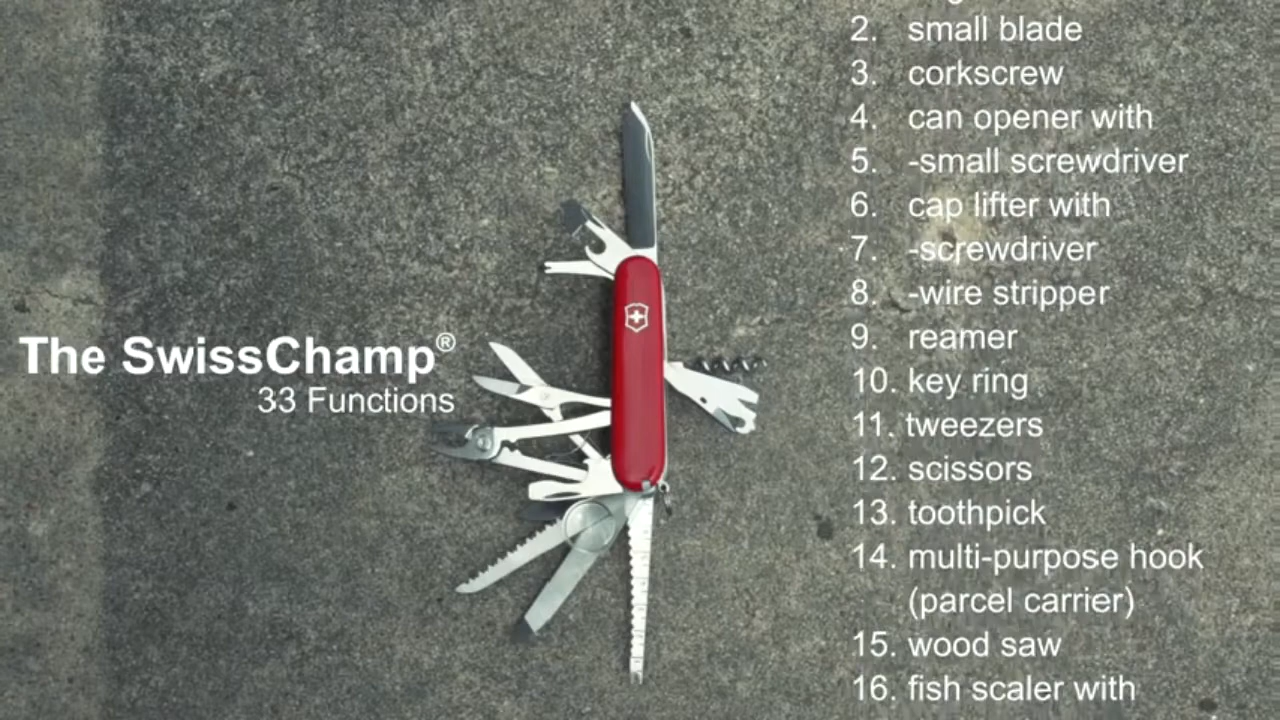 The SwissChamp®
33 Functions
2. small blade
3. corkscrew
4. can opener with
5. -small screwdriver
6. cap lifter with
7. -screwdriver
8. -wire stripper
9. reamer
10. key ring
11. tweezers
12. scissors
13. toothpick
14. multi-purpose hook
(parcel carrier)
15. wood saw
16. fish scaler with